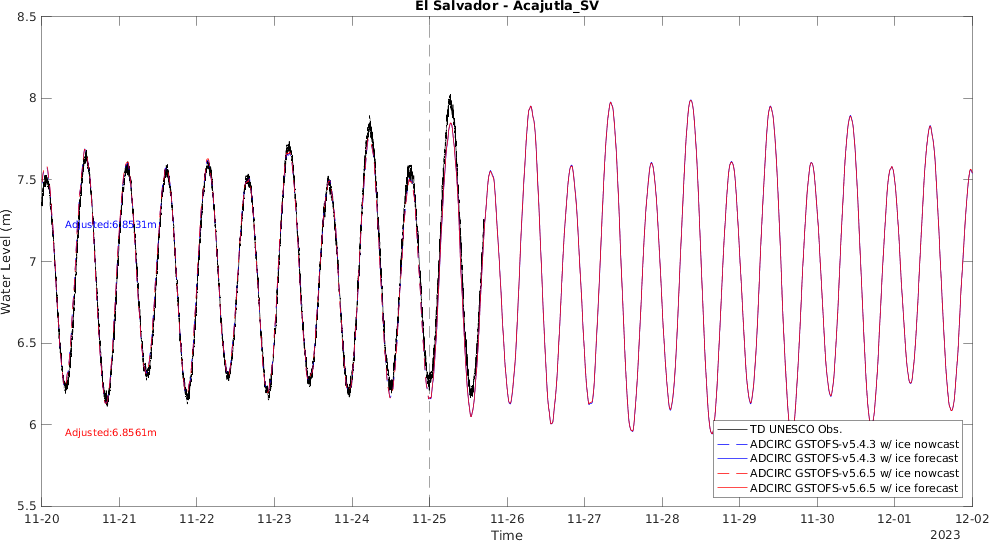 El Salvador - Acajutla_SV
8.5
8
7.5
7
6.5
6
5.5
Water Level (m)
Adjusted:6.8531m
Adjusted:6.8561m
TD UNESCO Obs.
ADCIRC GSTOFS-v5.4.3 w/ ice nowcast
ADCIRC GSTOFS-v5.4.3 w/ ice forecast
ADCIRC GSTOFS-v5.6.5 w/ ice nowcast
ADCIRC GSTOFS-v5.6.5 w/ ice forecast
11-20 11-21 11-22 11-23 11-24 11-25 11-26 11-27 11-28 11-29 11-30 12-01 12-02
Time
2023